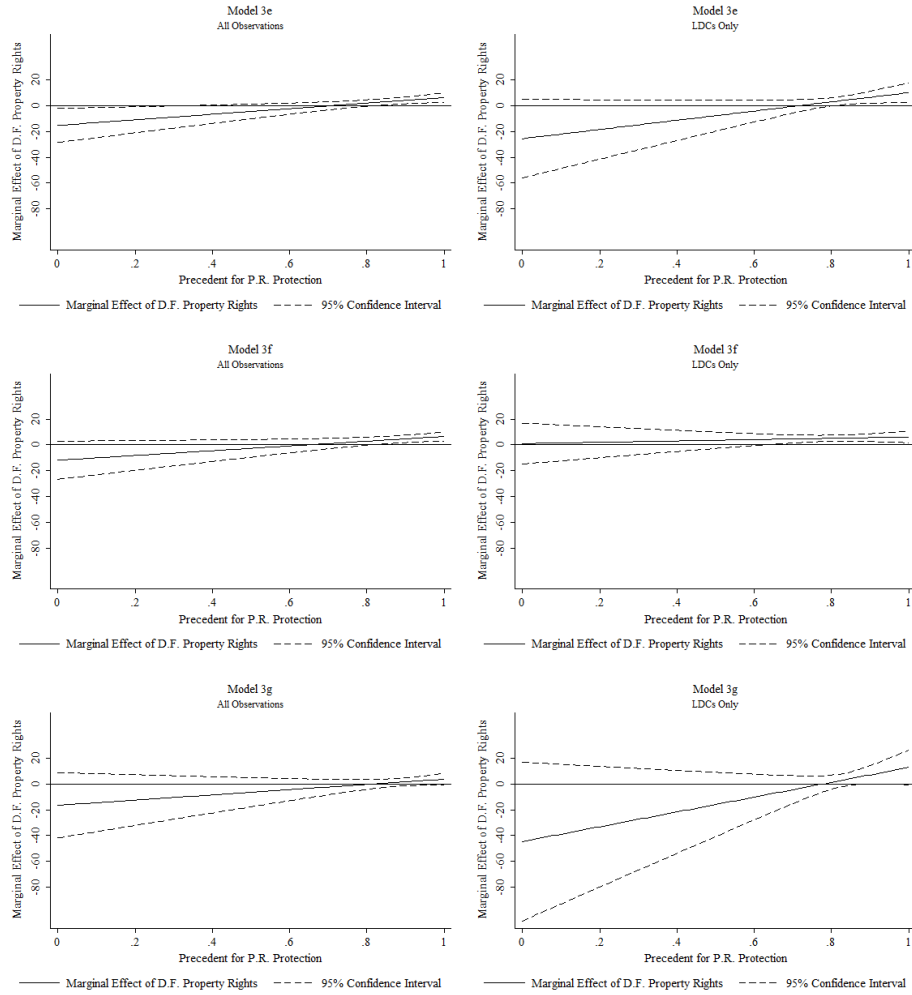 Model 3e
All Observations
Marginal Effect of D.F. Property Rights
20
0
-20
-40
-60
-80
0 .2 .4 .6 .8 1
Precedent for P.R. Protection
Marginal Effect of D.F. Property Rights 95% Confidence Interval
Model 3e
LDCs Only
Marginal Effect of D.F. Property Rights
20
0
-20
-40
-60
-80
0 .2 .4 .6 .8 1
Precedent for P.R. Protection
Marginal Effect of D.F. Property Rights 95% Confidence Interval
Model 3f
All Observations
Marginal Effect of D.F. Property Rights
20
0
-20
-40
-60
-80
0 .2 .4 .6 .8 1
Precedent for P.R. Protection
Marginal Effect of D.F. Property Rights 95% Confidence Interval
Model 3f
LDCs Only
Marginal Effect of D.F. Property Rights
20
0
-20
-40
-60
-80
0 .2 .4 .6 .8 1
Precedent for P.R. Protection
Marginal Effect of D.F. Property Rights 95% Confidence Interval
Model 3g
All Observations
Marginal Effect of D.F. Property Rights
20
0
-20
-40
-60
-80
0 .2 .4 .6 .8 1
Precedent for P.R. Protection
Marginal Effect of D.F. Property Rights 95% Confidence Interval
Model 3g
LDCs Only
Marginal Effect of D.F. Property Rights
20
0
-20
-40
-60
-80
0 .2 .4 .6 .8 1
Precedent for P.R. Protection
Marginal Effect of D.F. Property Rights 95% Confidence Interval